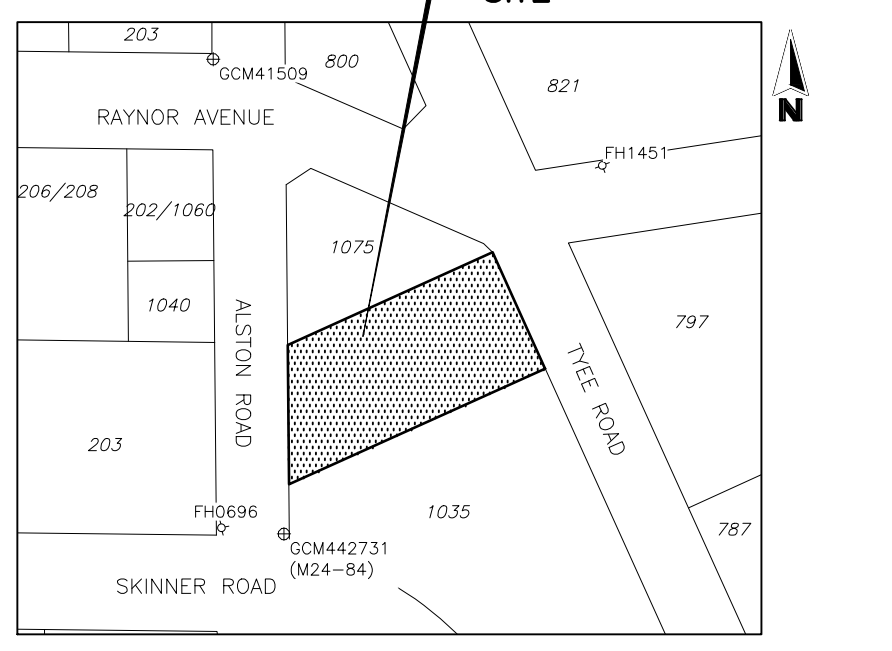 203
GCM41509
800
821
RAYNOR AVENUE
FH1451
N
206/208
202/1060
1075
1040
ALSTON ROAD
797
TYEE ROAD
203
FH0696
1035
787
GCM442731
(M24-84)
SKINNER ROAD